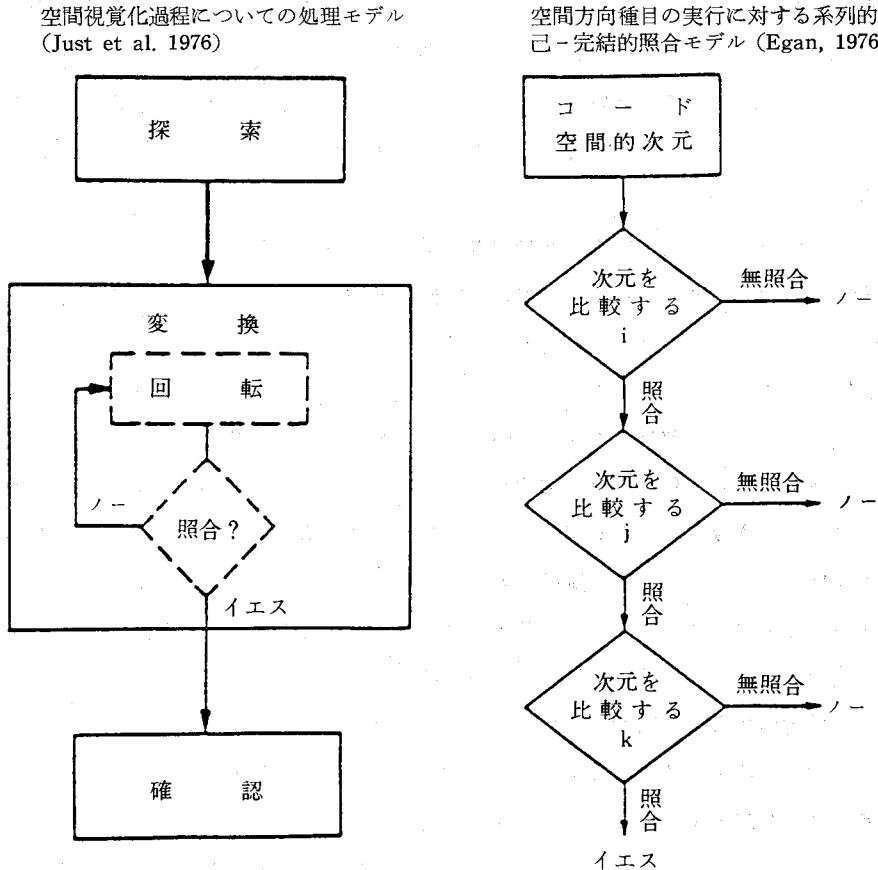 空間視覚化過程についての処理モデル
(Just et al. 1976)
探索
変換
回転
ノー
照合?
イエス
確認
空間方向種目の実行に対する系列的
己-完結的照合モデル (Egan, 1976
コード
空間的次元
次元を
比較する
i
無照合
ノー
照合
次元を
比較する
j
無照合
ノー
照合
次元を
比較する
k
無照合
ノー
照合
イエス